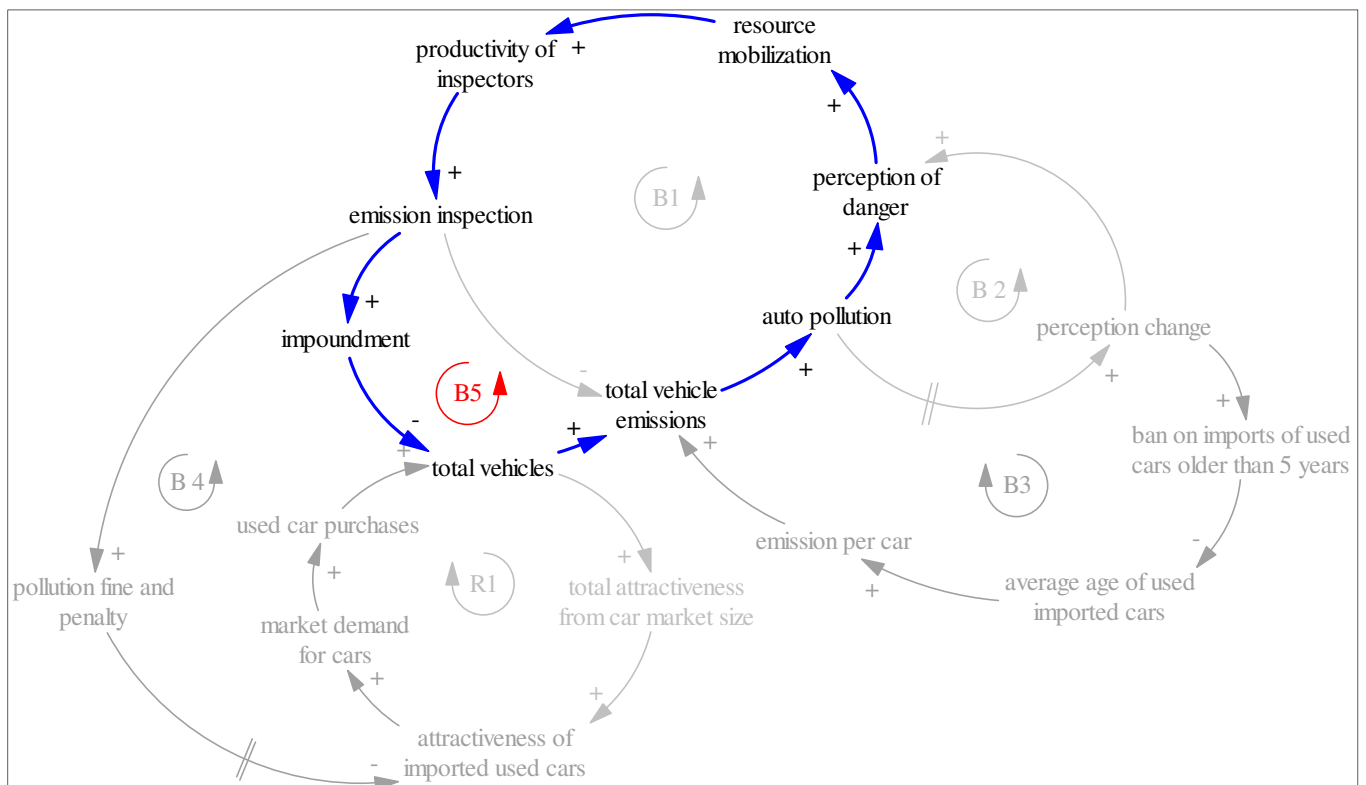 resource
mobilization
productivity of
inspectors
+
+
+
+
perception of
danger
B1
+
emission inspection
+
B 2
+
impoundment
auto pollution
perception change
-
+
+
B5
total vehicle
emissions
+
-
+
+
+
ban on imports of used
cars older than 5 years
total vehicles
B 4
B3
used car purchases
emission per car
+
+
-
+
R1
pollution fine and
penalty
total attractiveness
from car market size
+
average age of used
imported cars
market demand
for cars
+
+
attractiveness of
imported used cars
-